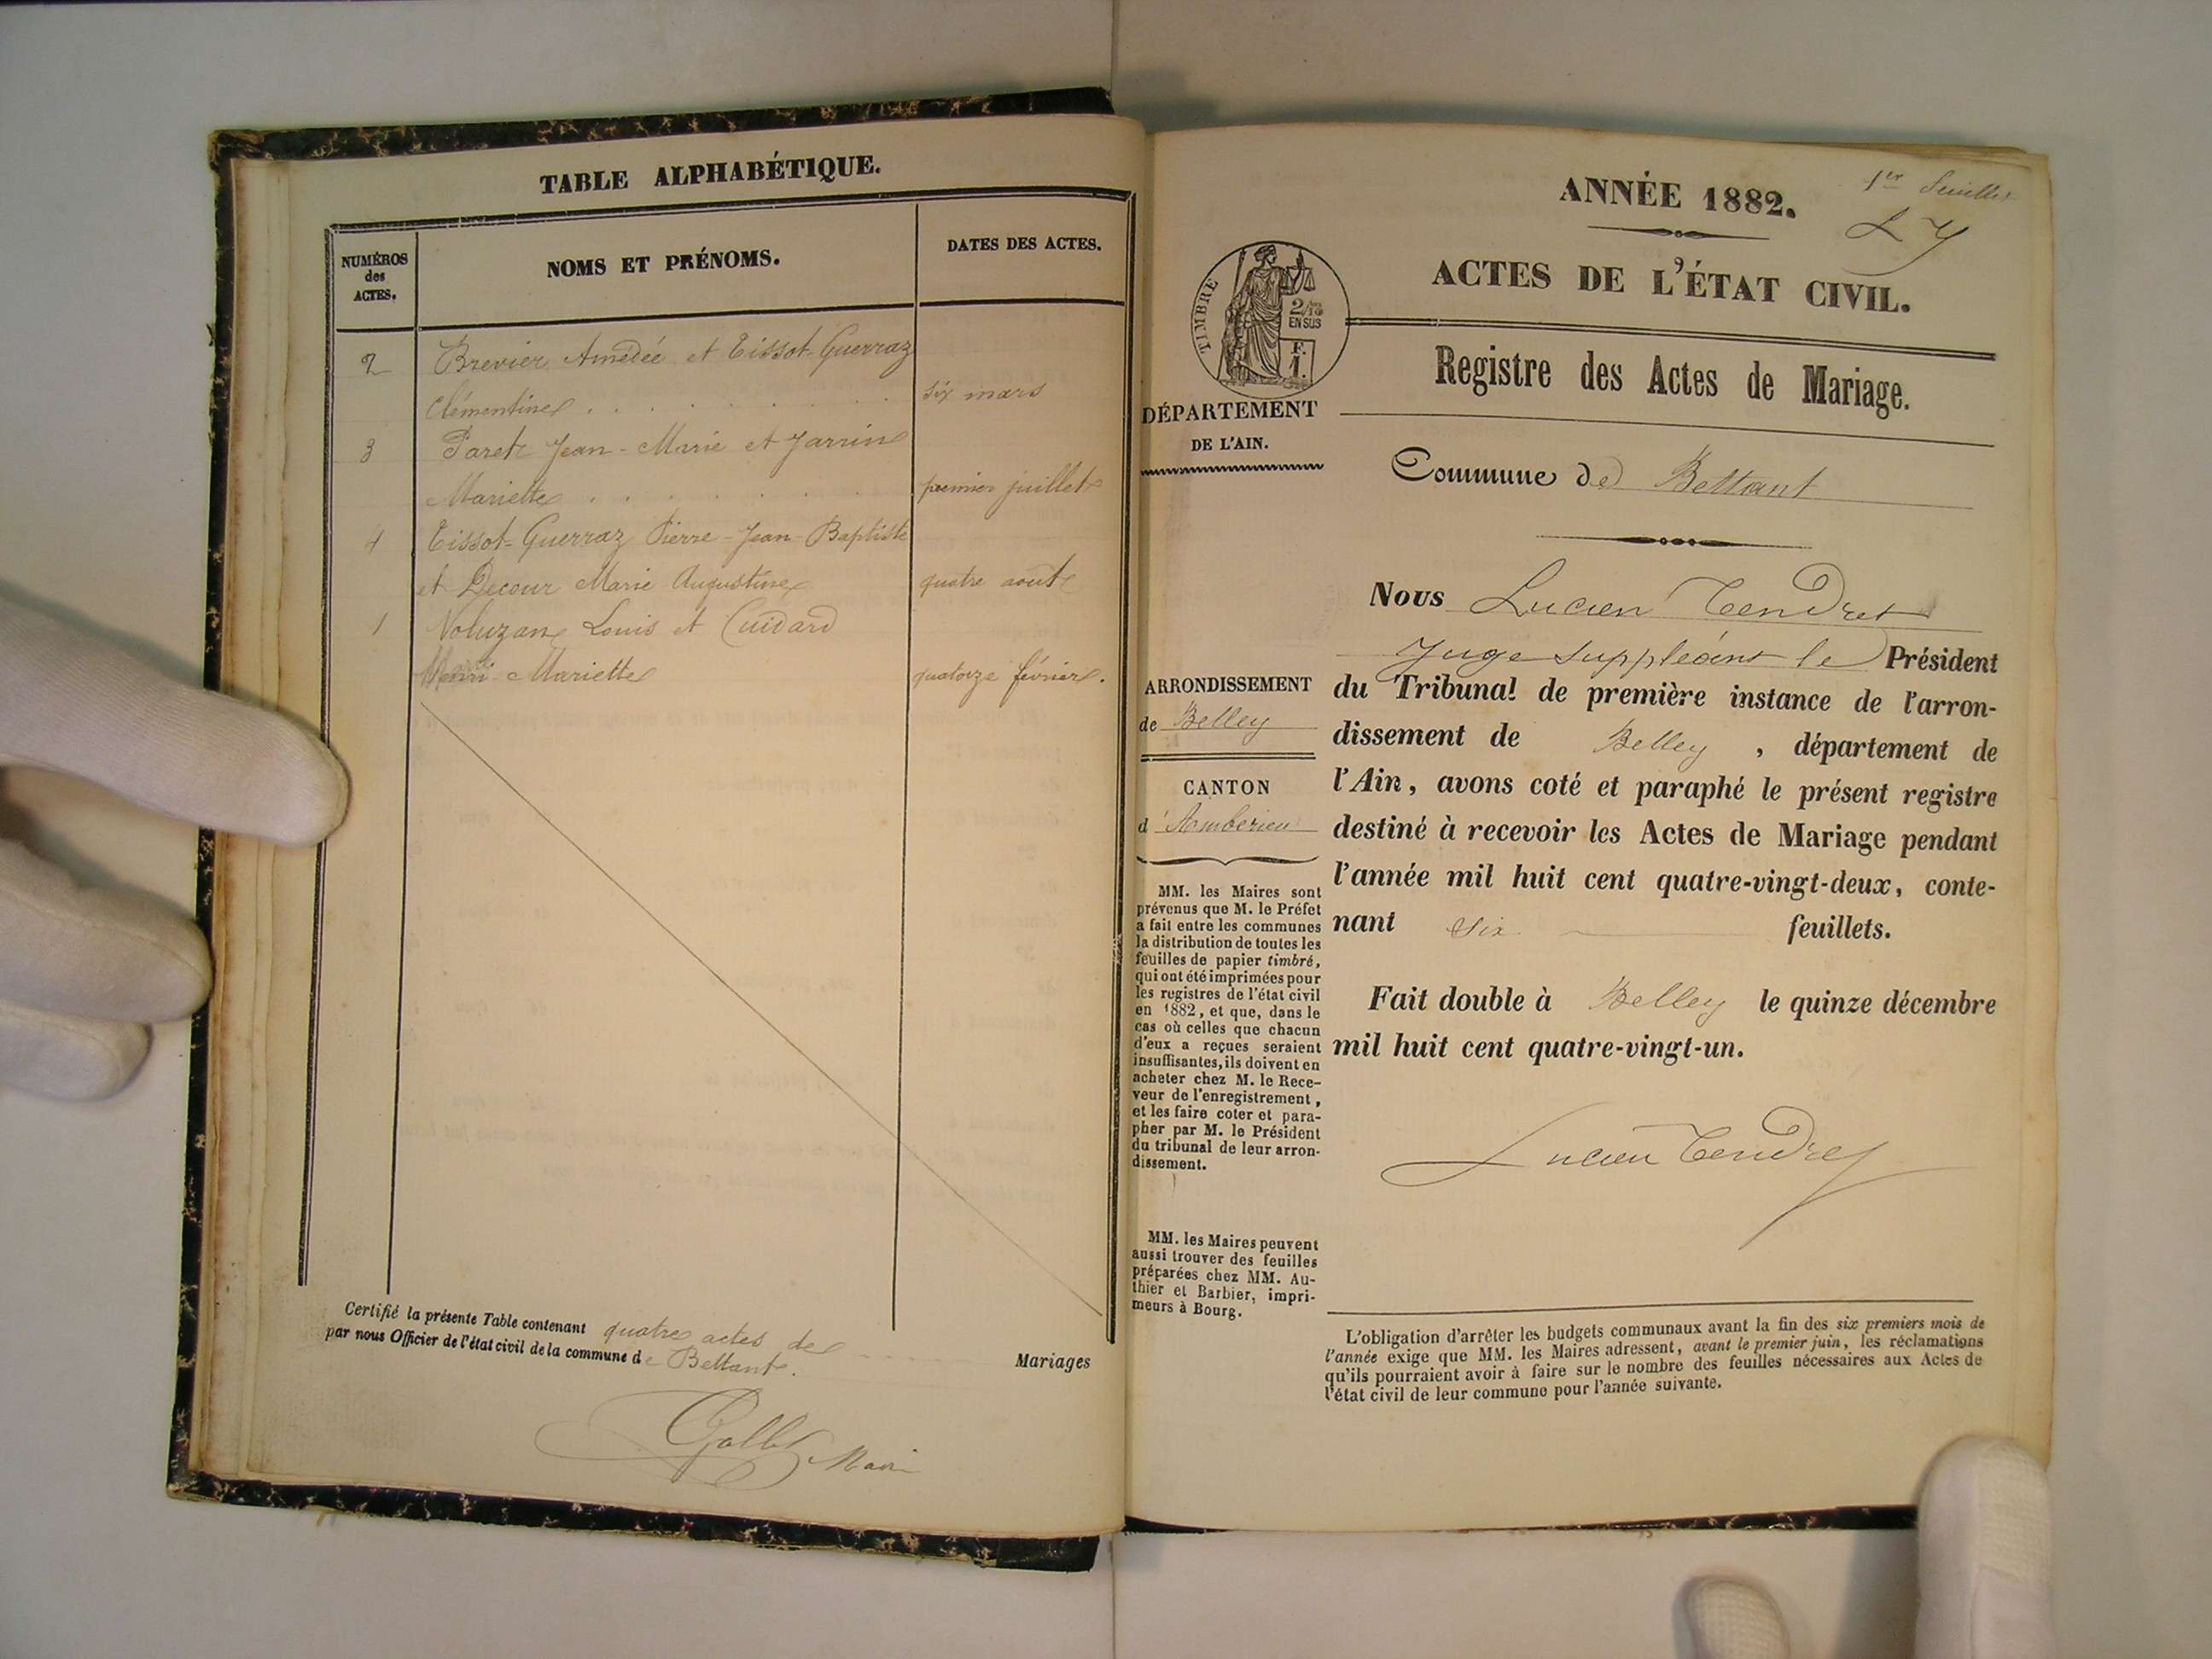 TABLE ALPHABÉTIQUE.
NUMÉROS
des
ACTES.
NOMS ET PRÉNOMS.
DATES DES ACTES.
2 Brevier Amédée et Tissot-Guerraz
Clémentine . . . . . . . . six mars
3 Paret Jean-Marie et Jarrin
Mariette . . . . . . . premier juillet
4 Tissot-Guerraz Pierre-Jean-Baptiste
et Decour Marie Augustine quatre août
1 Voluzan Louis et Cuidard
Mariette quatorze février.
Certifié la présente Table contenant quatre actes de Mariages
par nous Officier de l'état civil de la commune de Bettant.
Gallet Maire
1er feuillet
LT
ANNÉE 1882.
ACTES DE L'ÉTAT CIVIL.
TIMBRE
2/10 EN SUS
F.
1.
Registre des Actes de Mariage.
DÉPARTEMENT
DE L'AIN.
Commune de Bettant
Nous Lucien Tendret
Juge suppléant le Président
du Tribunal de première instance de l'arron-
dissement de Belley, département de
l'Ain, avons coté et paraphé le présent registre
destiné à recevoir les Actes de Mariage pendant
l'année mil huit cent quatre-vingt-deux, conte-
nant six feuillets.
Fait double à Belley le quinze décembre
mil huit cent quatre-vingt-un.
Lucien Tendret
ARRONDISSEMENT
de Belley
CANTON
d'Ambérieu
MM. les Maires sont
prévenus que M. le Préfet
a fait entre les communes
la distribution de toutes les
feuilles de papier timbré,
qui ont été imprimées pour
les registres de l'état civil
en 1882, et que, dans le
cas où celles que chacun
d'eux a reçues seraient
insuffisantes, ils doivent en
acheter chez M. le Rece-
veur de l'enregistrement,
et les faire coter et para-
pher par M. le Président
du tribunal de leur arron-
dissement.
MM. les Maires peuvent
aussi trouver des feuilles
préparées chez MM. Au-
thier et Barbier, impri-
meurs à Bourg.
L'obligation d'arrêter les budgets communaux avant la fin des six premiers mois de
l'année exige que MM. les Maires adressent, avant le premier juin, les réclamations
qu'ils pourraient avoir à faire sur le nombre des feuilles nécessaires aux Actes de
l'état civil de leur commune pour l'année suivante.